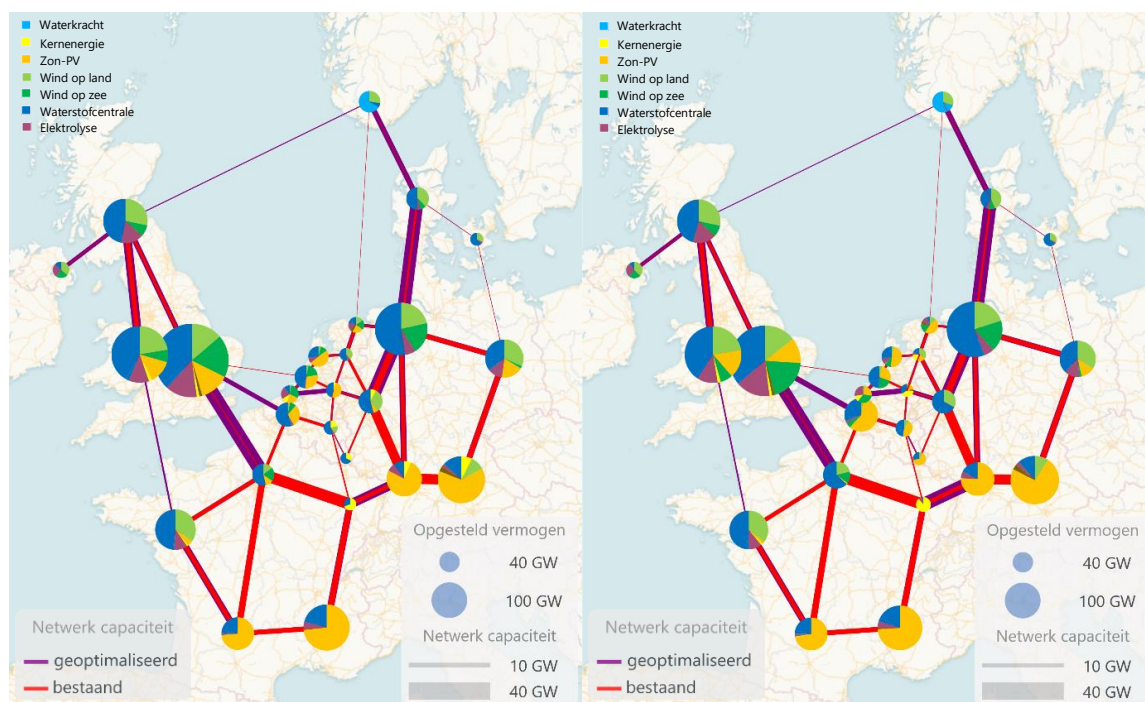 Waterkracht
Kernenergie
Zon-PV
Wind op land
Wind op zee
Waterstofcentrale
Elektrolyse
Opgesteld vermogen
40 GW
100 GW
Netwerk capaciteit
10 GW
40 GW
Netwerk capaciteit
geoptimaliseerd
bestaand
Waterkracht
Kernenergie
Zon-PV
Wind op land
Wind op zee
Waterstofcentrale
Elektrolyse
Opgesteld vermogen
40 GW
100 GW
Netwerk capaciteit
10 GW
40 GW
Netwerk capaciteit
geoptimaliseerd
bestaand